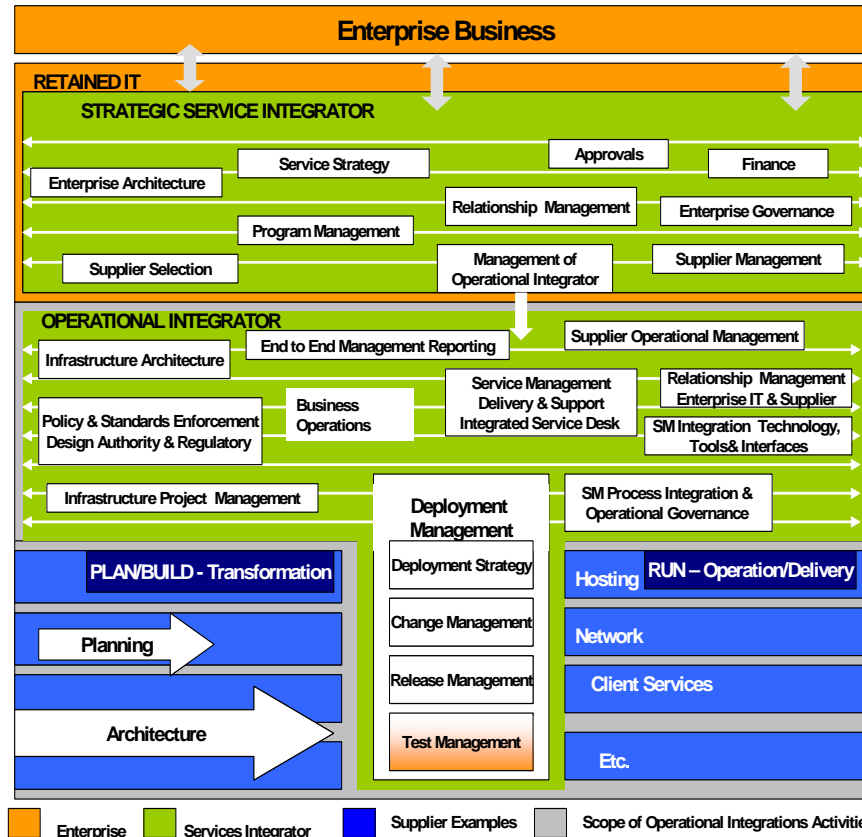 Enterprise Business
RETAINED IT
STRATEGIC SERVICE INTEGRATOR
Service Strategy
Approvals
Finance
Enterprise Architecture
Relationship Management
Enterprise Governance
Program Management
Supplier Selection
Management of
Operational Integrator
Supplier Management
OPERATIONAL INTEGRATOR
Infrastructure Architecture
End to End Management Reporting
Supplier Operational Management
Policy & Standards Enforcement
Design Authority & Regulatory
Business
Operations
Service Management
Delivery & Support
Integrated Service Desk
Relationship Management
Enterprise IT & Supplier
SM Integration Technology,
Tools& Interfaces
Infrastructure Project Management
Deployment
Management
SM Process Integration &
Operational Governance
PLAN/BUILD - Transformation
Deployment Strategy
Hosting
RUN – Operation/Delivery
Planning
Change Management
Network
Release Management
Client Services
Architecture
Test Management
Etc.
Enterprise
Services Integrator
Supplier Examples
Scope of Operational Integrations Activitie